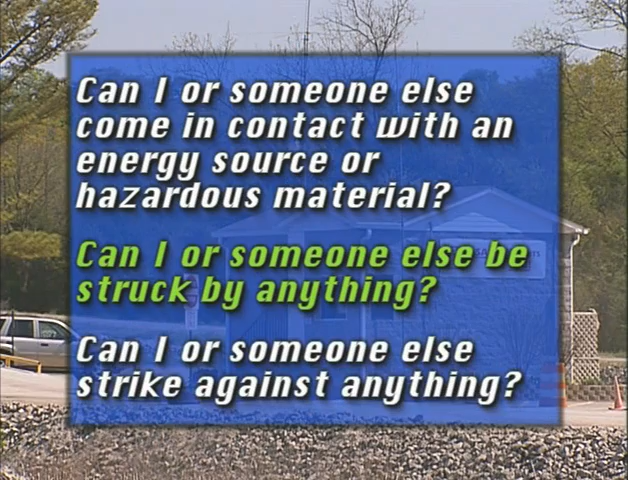 Can I or someone else
come in contact with an
energy source or
hazardous material?
Can I or someone else be
struck by anything?
Can I or someone else
strike against anything?